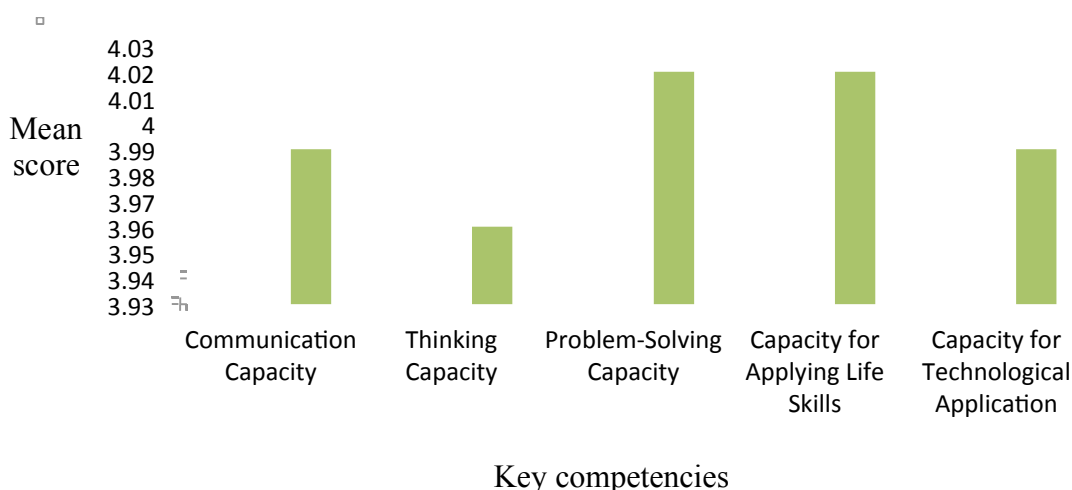 4.03
4.02
4.01
4
3.99
3.98
3.97
3.96
3.95
3.94
3.93
Mean
score
Communication
Capacity
Thinking
Capacity
Problem-Solving
Capacity
Capacity for
Applying Life
Skills
Capacity for
Technological
Application
Key competencies